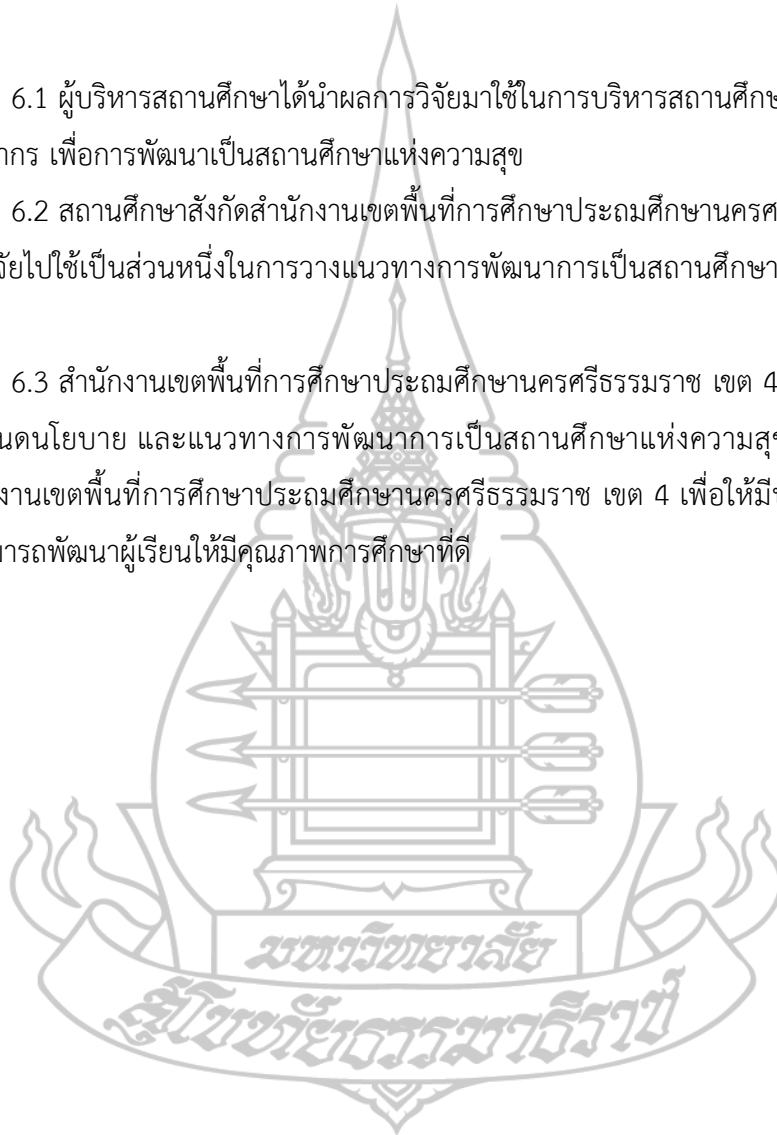 6.1 ผู้บริหารสถานศึกษาได้นำผลการวิจัยมาใช้ในการบริหารสถานศึกษ
ากร เพื่อการพัฒนาเป็นสถานศึกษาแห่งความสุข
6.2 สถานศึกษาสังกัดสำนักงานเขตพื้นที่การศึกษาประถมศึกษานครศ
จัยไปใช้เป็นส่วนหนึ่งในการวางแนวทางการพัฒนาการเป็นสถานศึกษา
6.3 สำนักงานเขตพื้นที่การศึกษาประถมศึกษานครศรีธรรมราช เขต 4
นดนโยบาย และแนวทางการพัฒนาการเป็นสถานศึกษาแห่งความสุข
งานเขตพื้นที่การศึกษาประถมศึกษานครศรีธรรมราช เขต 4 เพื่อให้มี
มารถพัฒนาผู้เรียนให้มีคุณภาพการศึกษาที่ดี
มหาวิทยาลัย
สุโขทัยธรรมาธิราช